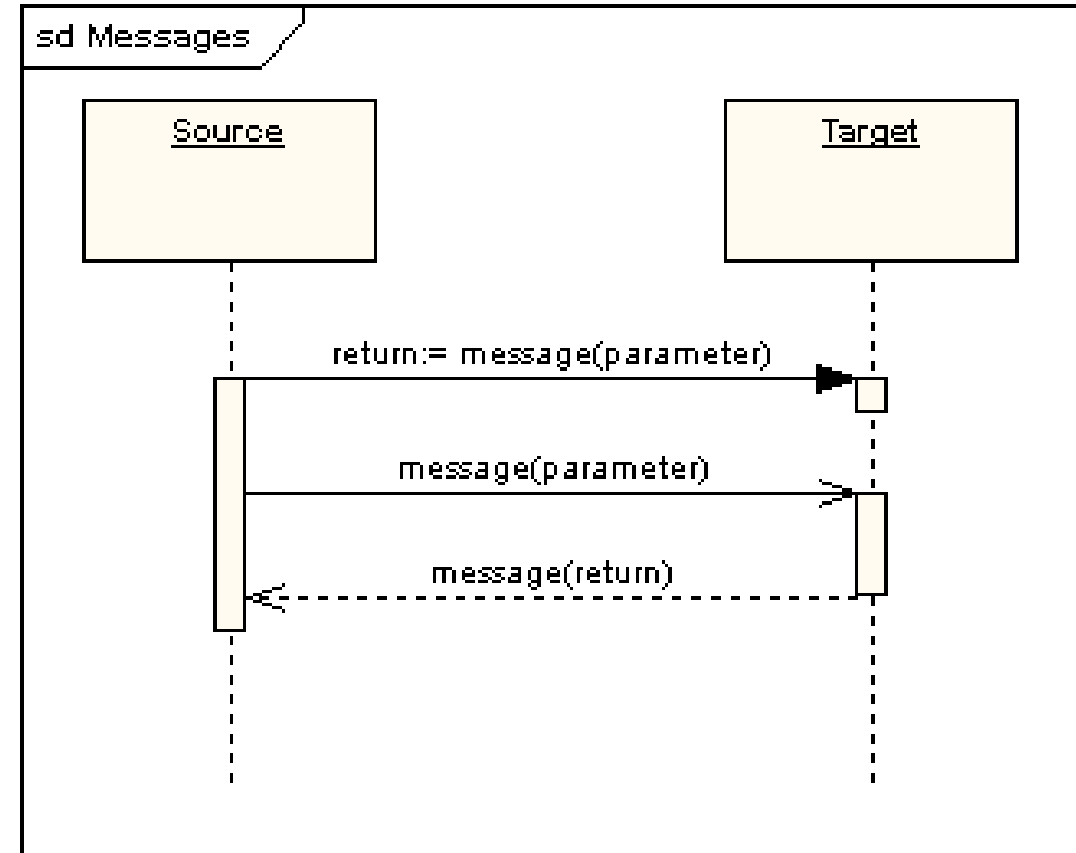 sd Messages
Source
Target
return:= message(parameter)
message(parameter)
message(return)